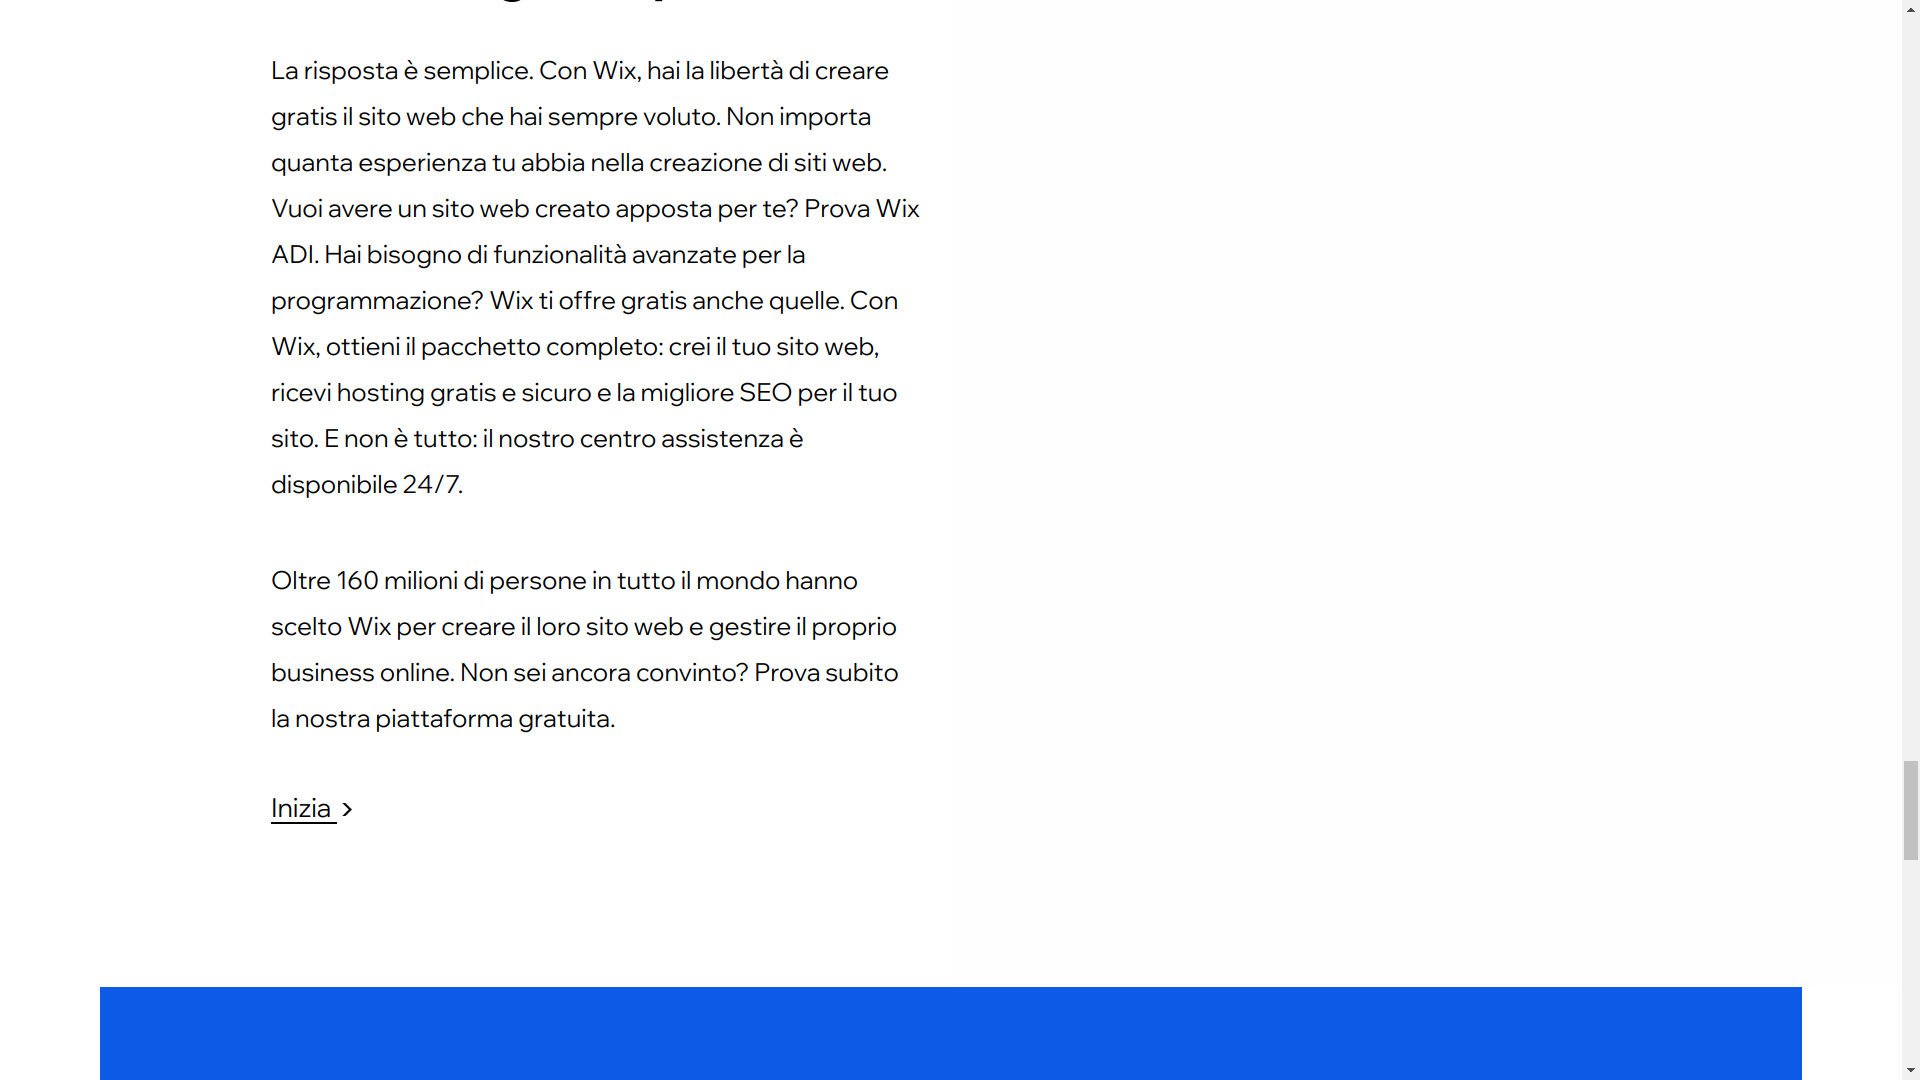 La risposta è semplice. Con Wix, hai la libertà di creare
gratis il sito web che hai sempre voluto. Non importa
quanta esperienza tu abbia nella creazione di siti web.
Vuoi avere un sito web creato apposta per te? Prova Wix
ADI. Hai bisogno di funzionalità avanzate per la
programmazione? Wix ti offre gratis anche quelle. Con
Wix, ottieni il pacchetto completo: crei il tuo sito web,
ricevi hosting gratis e sicuro e la migliore SEO per il tuo
sito. E non è tutto: il nostro centro assistenza è
disponibile 24/7.
Oltre 160 milioni di persone in tutto il mondo hanno
scelto Wix per creare il loro sito web e gestire il proprio
business online. Non sei ancora convinto? Prova subito
la nostra piattaforma gratuita.
Inizia >